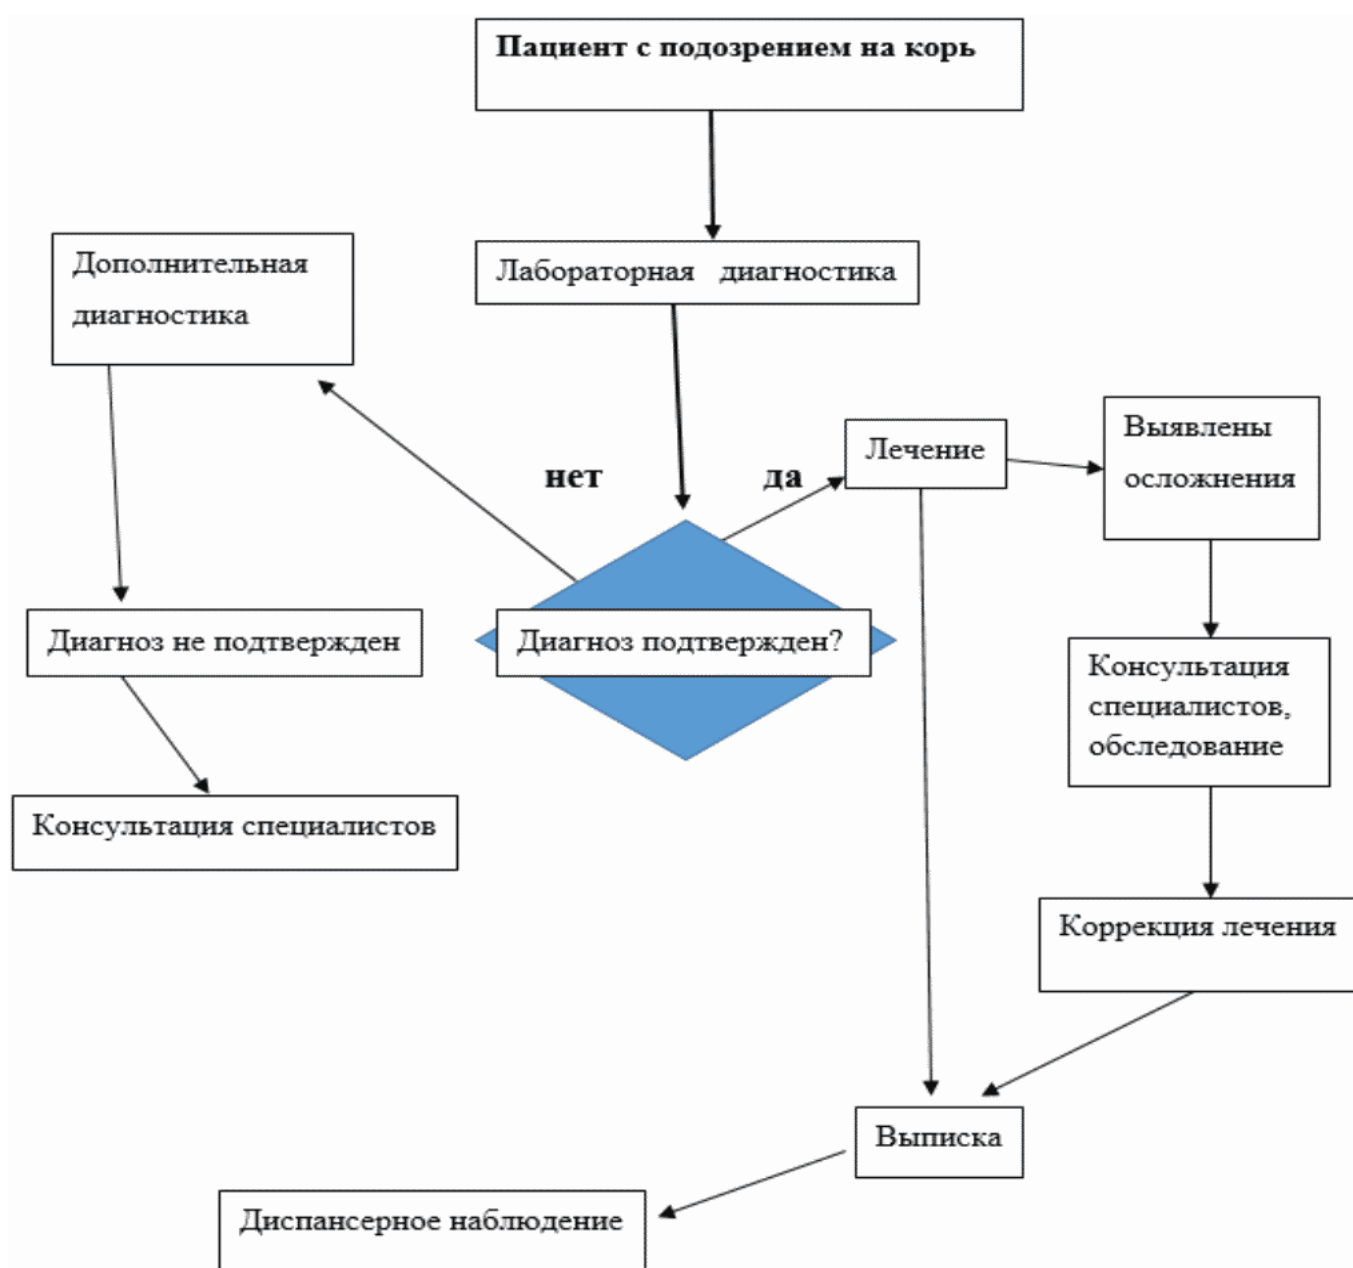 Пациент с подозрением на корь
Лабораторная диагностика
Дополнительная
диагностика
нет
да
Лечение
Выявлены
осложнения
Диагноз не подтвержден
Диагноз подтвержден?
Консультация
специалистов,
обследование
Консультация специалистов
Коррекция лечения
Выписка
Диспансерное наблюдение